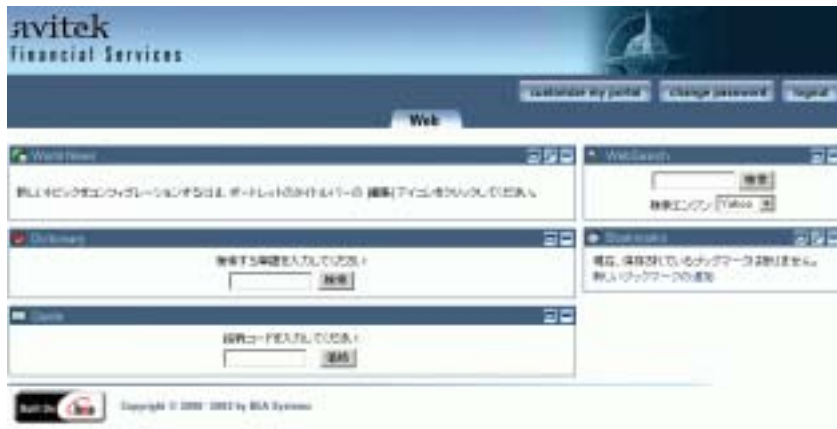 avitek
Financial Services
customize my portal
change password
logout
Web
World News
新しいトピックをコンフィグレーションするには、ポートレットのタイトルバーの [編集] アイコンをクリックしてください。
Dictionary
検索する単語を入力してください
検索
Quote
銘柄コードを入力してください
価格
WebSearch
検索
検索エンジン Yahoo
Bookmarks
現在、保存されているブックマークはありません。
新しいブックマークの追加
Built On bea
Copyright © 2000-2002 by BEA Systems